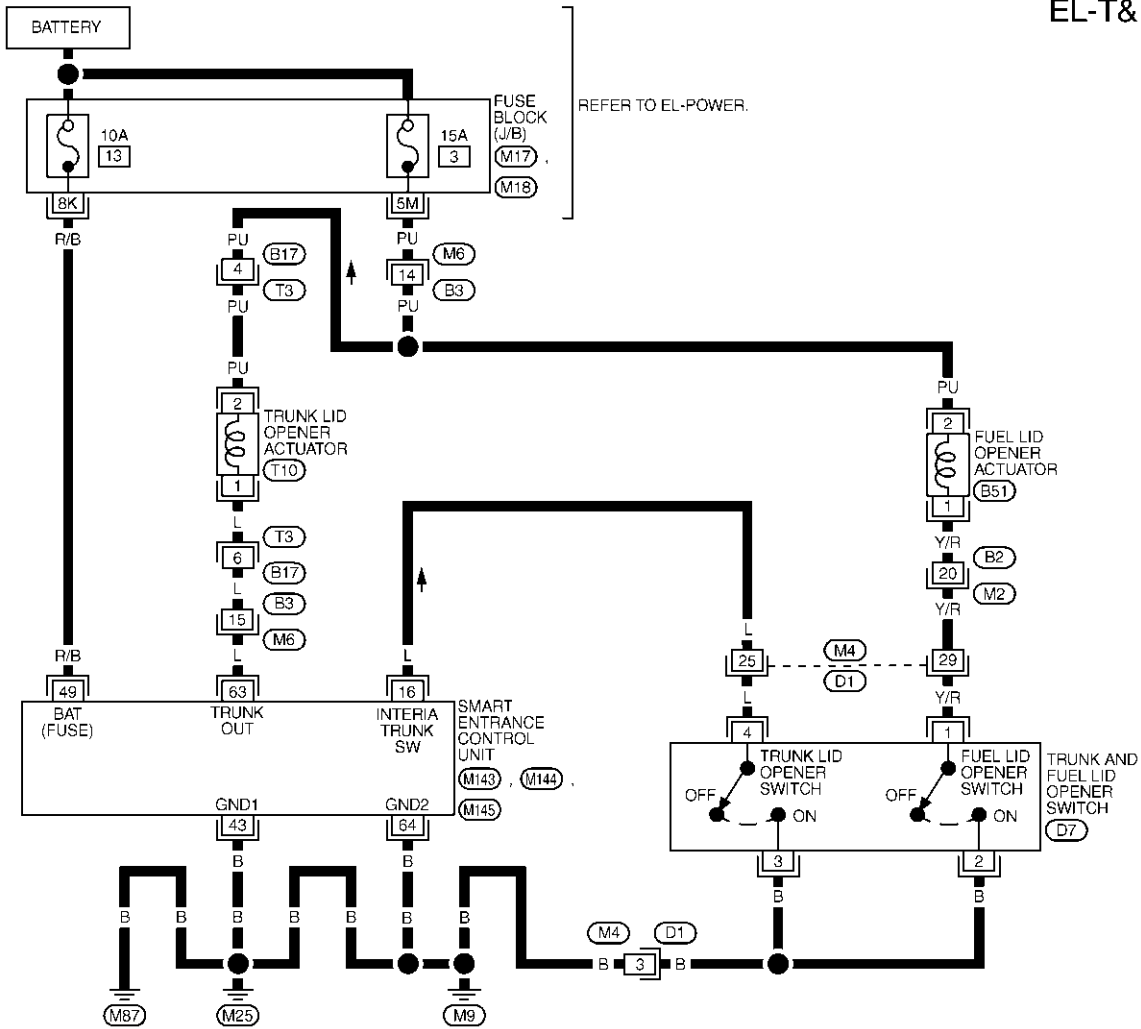 EL-T&
BATTERY
REFER TO EL-POWER.
FUSE
BLOCK
(J/B)
M17 ,
M18
10A
13
15A
3
8K
5M
R/B
PU
PU
4
B17
T3
14
M6
B3
PU
PU
PU
PU
2
TRUNK LID
OPENER
ACTUATOR
T10
1
2
FUEL LID
OPENER
ACTUATOR
B51
1
L
6
T3
B17
L
15
B3
M6
L
Y/R
20
B2
M2
Y/R
R/B
L
L
25
M4
D1
29
L
Y/R
49
63
16
BAT
(FUSE)
TRUNK
OUT
INTERIA
TRUNK
SW
SMART
ENTRANCE
CONTROL
UNIT
M143 , M144 ,
M145
GND1
GND2
43
64
4
1
TRUNK LID
OPENER
SWITCH
FUEL LID
OPENER
SWITCH
TRUNK AND
FUEL LID
OPENER
SWITCH
D7
OFF
ON
OFF
ON
3
2
B
B
B
B
B
B
B
B
B
B
B
M4
D1
B
3
B
M87
M25
M9